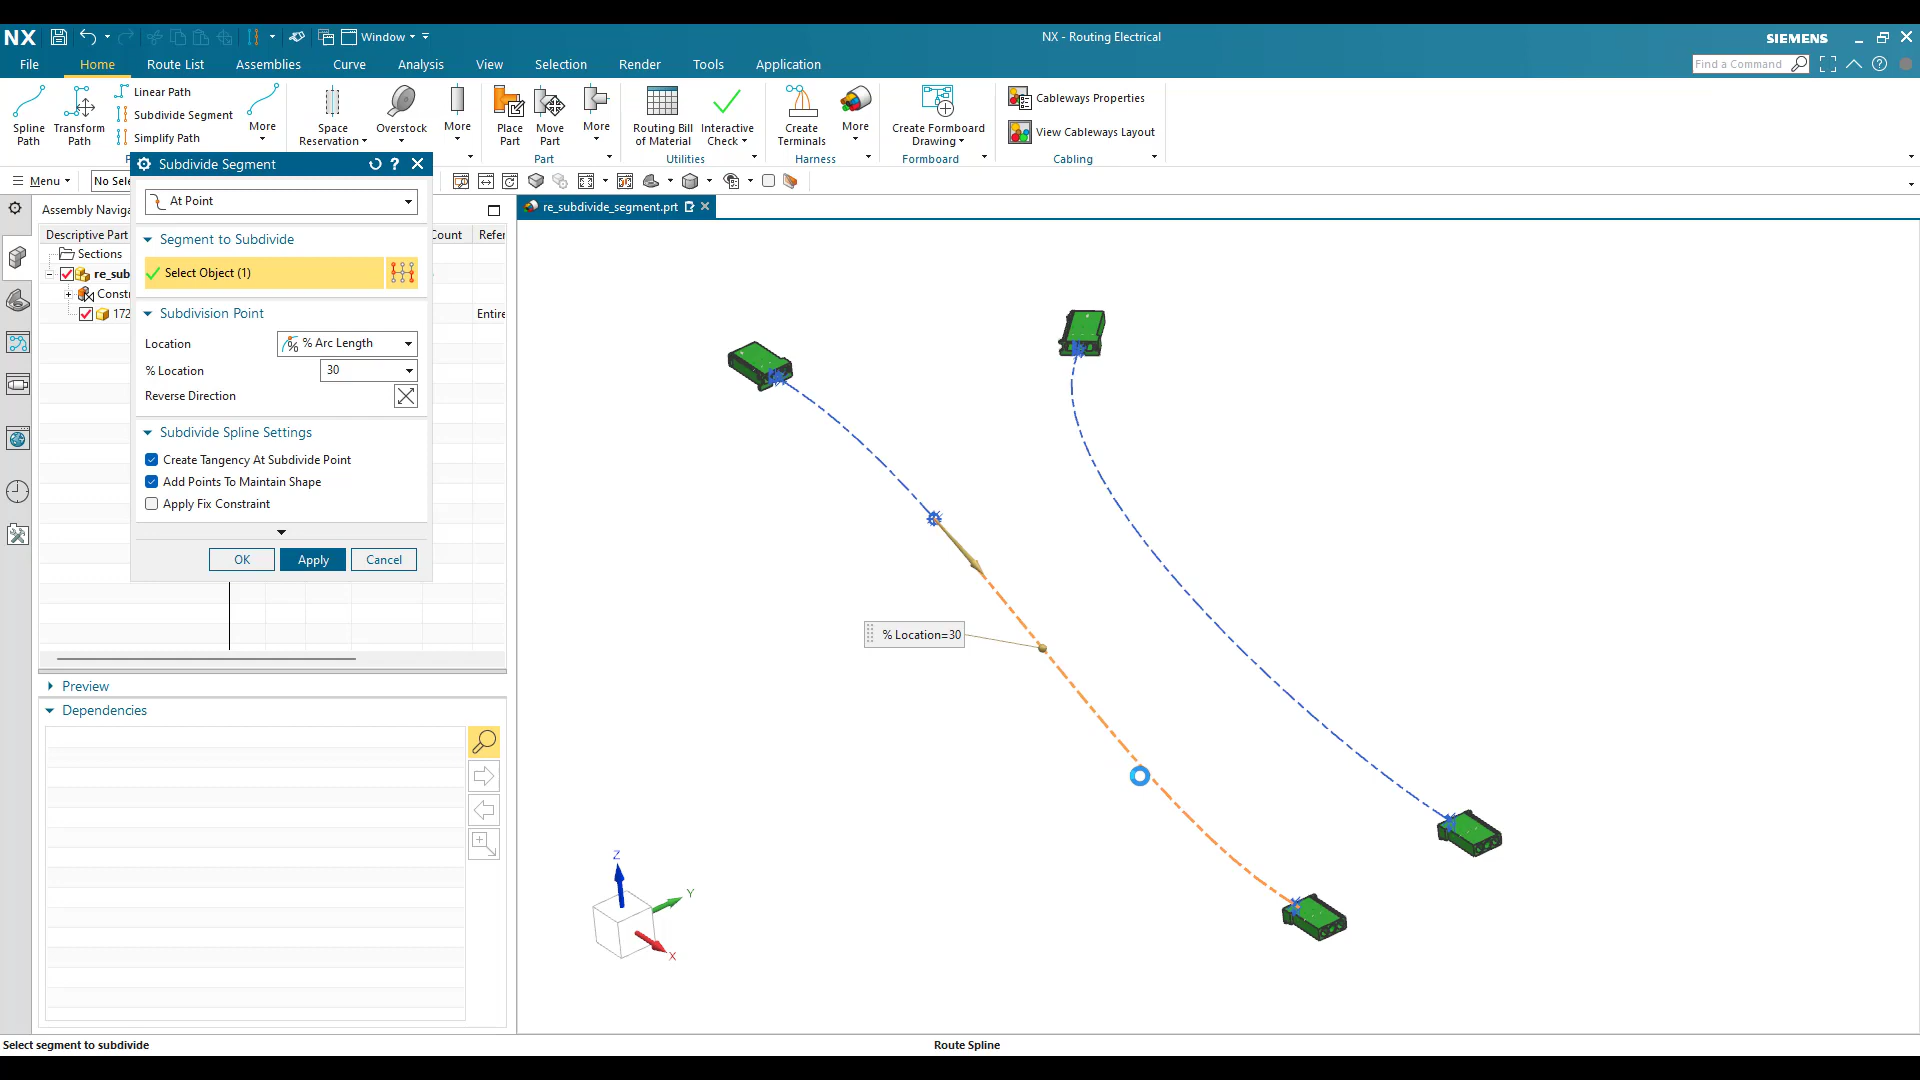 NX
Window
NX - Routing Electrical
SIEMENS
File
Home
Route List
Assemblies
Curve
Analysis
View
Selection
Render
Tools
Application
Find a Command
Spline Path
Transform Path
Linear Path
Subdivide Segment
Simplify Path
More
Space Reservation
Overstock
More
Place Part
Move Part
More
Part
Routing Bill of Material
Interactive Check
Utilities
Create Terminals
More
Harness
Create Formboard Drawing
Formboard
Cableways Properties
View Cableways Layout
Cabling
Subdivide Segment
Menu
No Sele
At Point
Assembly Naviga
re_subdivide_segment.prt
Descriptive Part
Count
Refer
Sections
re_sub
Constr
172
Entire
Segment to Subdivide
Select Object (1)
Subdivision Point
Location
% Arc Length
% Location
30
Reverse Direction
Subdivide Spline Settings
Create Tangency At Subdivide Point
Add Points To Maintain Shape
Apply Fix Constraint
OK
Apply
Cancel
% Location=30
Preview
Dependencies
Z
Y
X
Select segment to subdivide
Route Spline